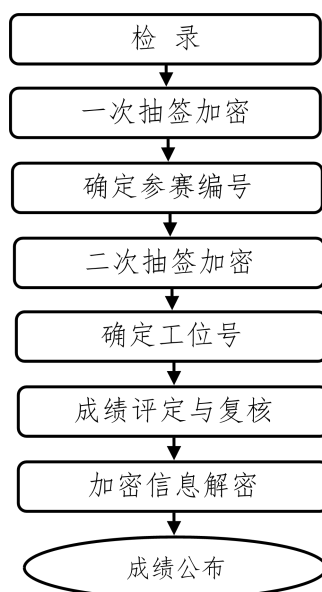 检 录
一次抽签加密
确定参赛编号
二次抽签加密
确定工位号
成绩评定与复核
加密信息解密
成绩公布